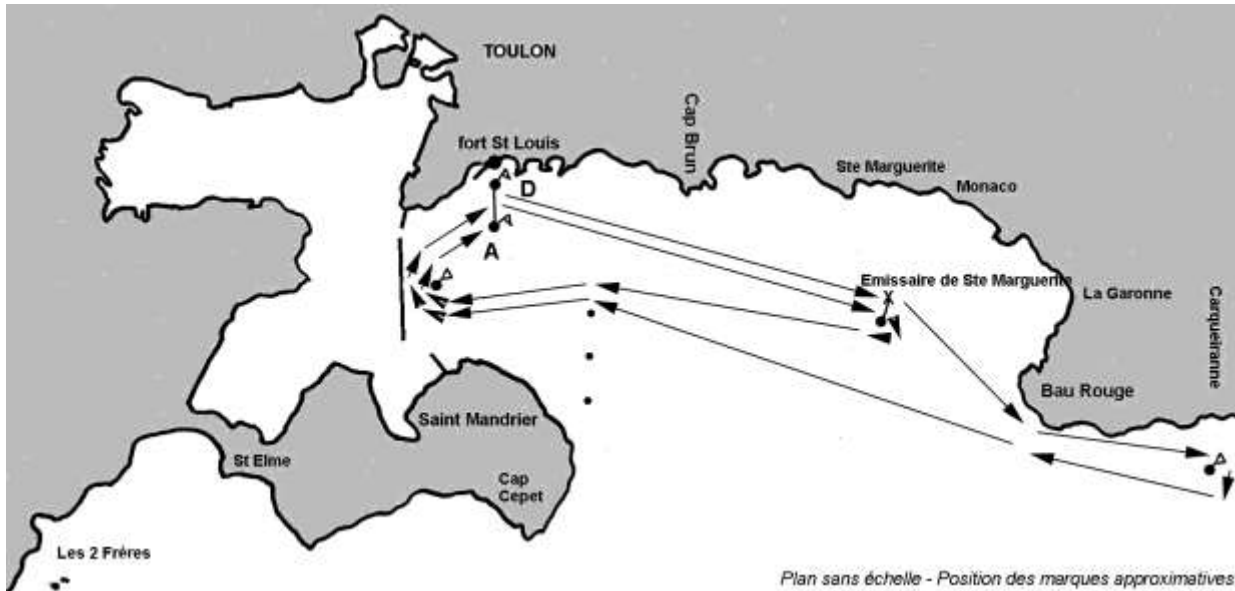 TOULON
fort St Louis
Cap Brun
Ste Marguerite
Monaco
D
A
Emissaire de Ste Marguerite
X
La Garonne
Carqueiranne
Bau Rouge
Saint Mandrier
St Elme
Cap
Cepet
Les 2 Fréres
Plan sans échelle - Position des marques approximatives